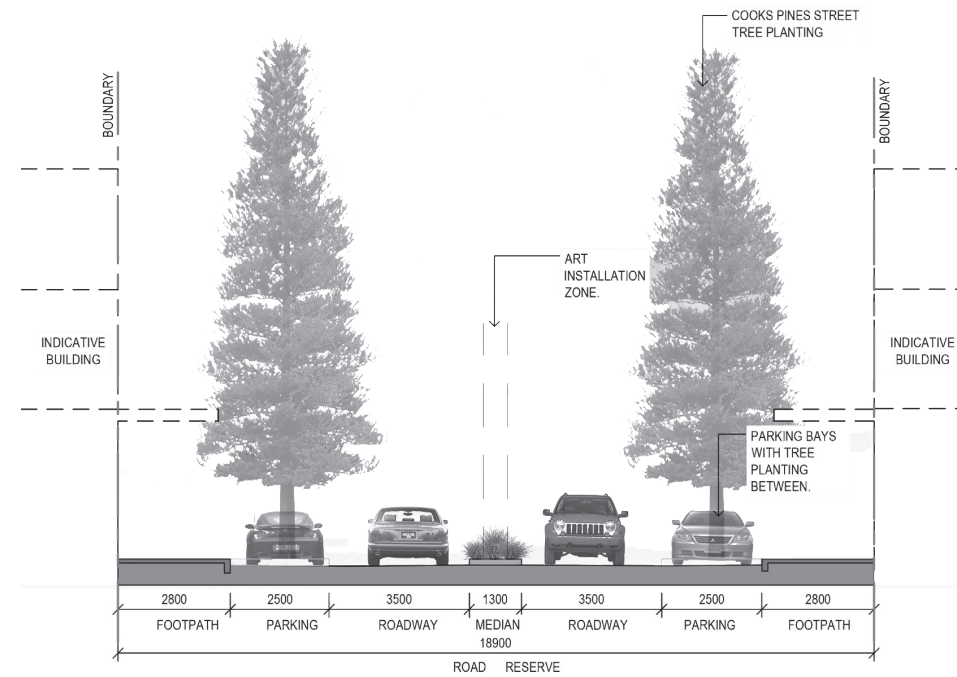 COOKS PINES STREET
TREE PLANTING
BOUNDARY
BOUNDARY
ART
INSTALLATION
ZONE.
INDICATIVE
BUILDING
INDICATIVE
BUILDING
PARKING BAYS
WITH TREE
PLANTING
BETWEEN.
2800 2500 3500 1300 3500 2500 2800
FOOTPATH PARKING ROADWAY MEDIAN ROADWAY PARKING FOOTPATH
18900
ROAD RESERVE